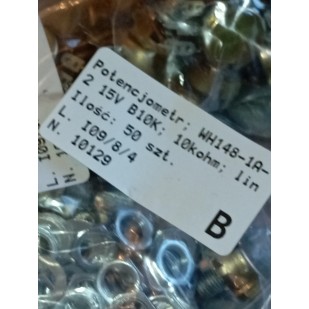 Potencjometr; WH148-1A-
2 15V B10K; 10kohm; lin
Ilość: 50 szt.
L. I09/8/4
N. 10129
B